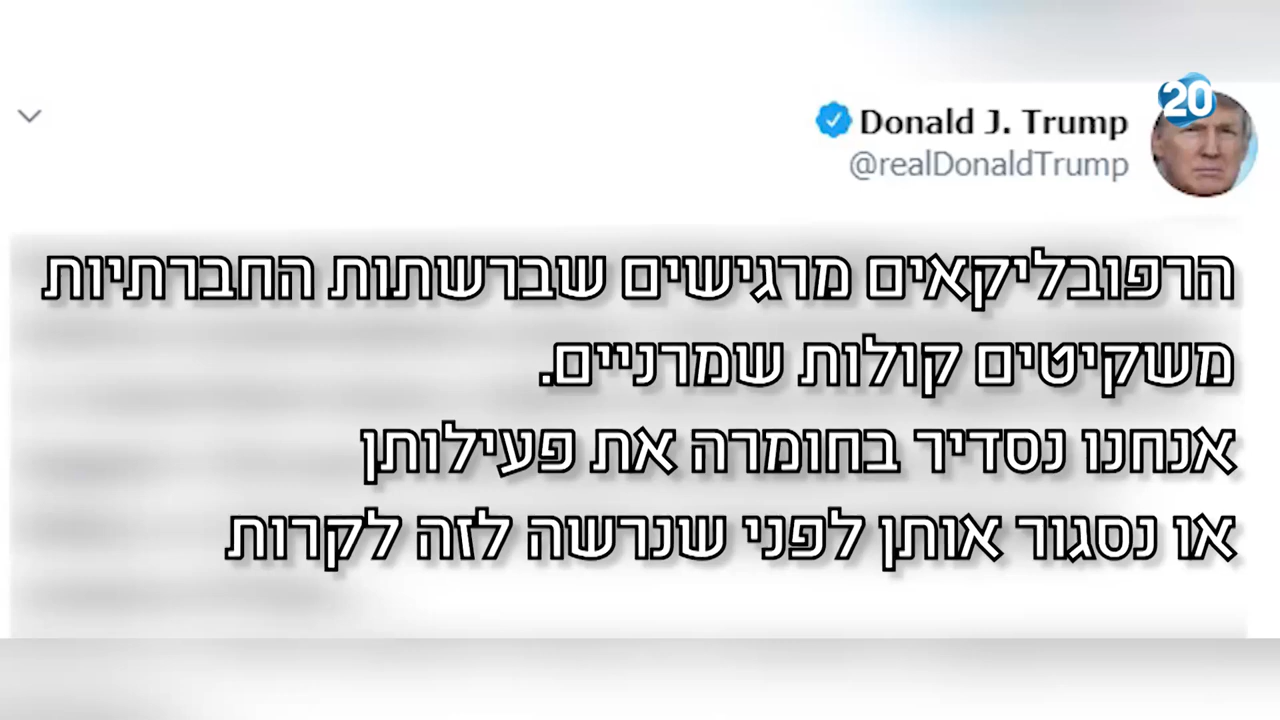 20
Donald J. Trump
@realDonaldTrump
הרפובליקאים מרגישים שברשתות החברתיות
משקיטים קולות שמרניים.
אנחנו נסדיר בחומרה את פעילותן
או נסגור אותן לפני שנרשה לזה לקרות